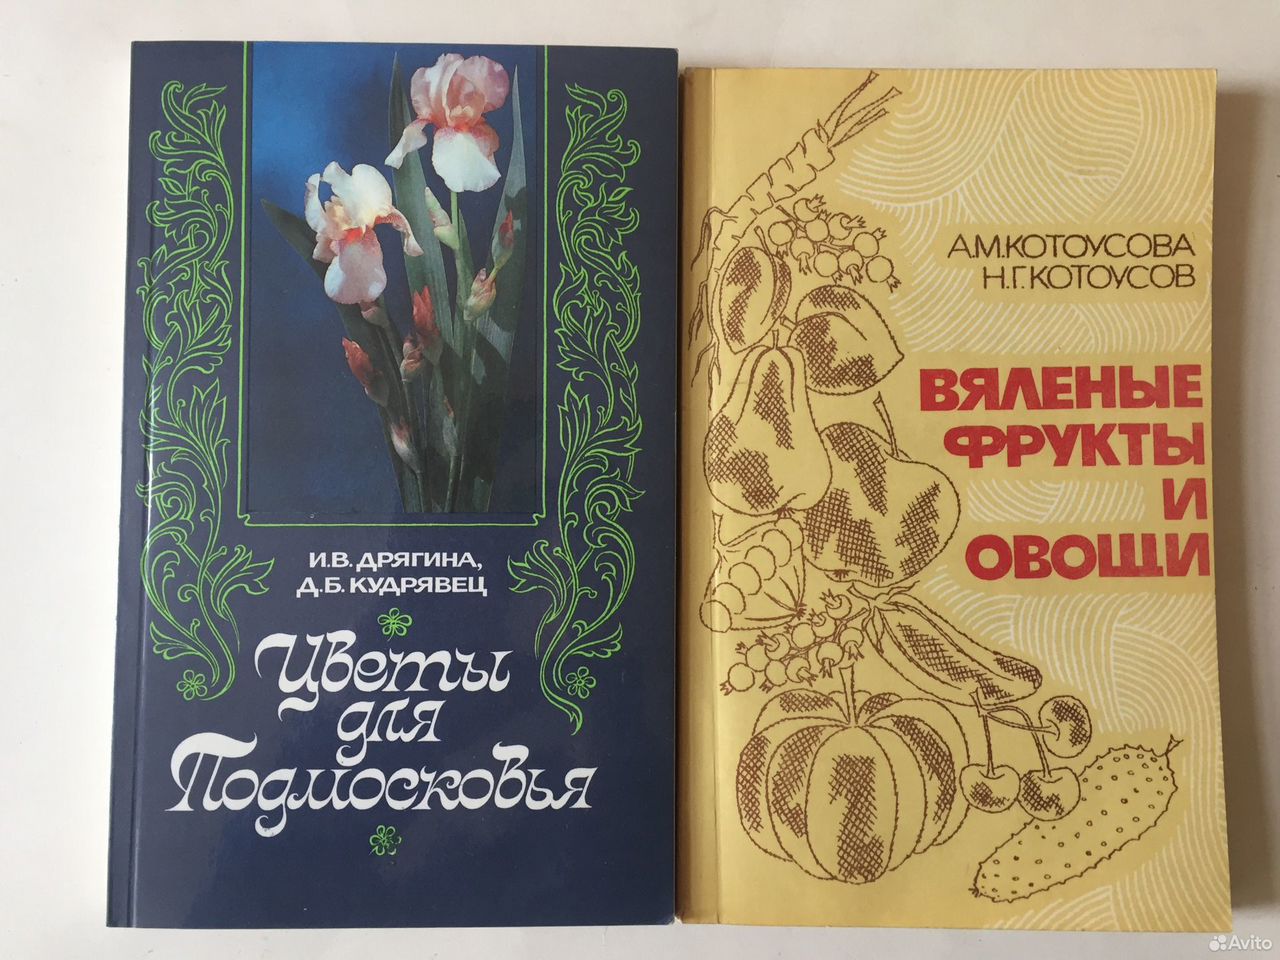 И.В. ДРЯГИНА,
Д.Б. КУДРЯВЕЦ
Цветы
для
Подмосковья
А.М.КОТОУСОВА
Н.Г.КОТОУСОВ
ВЯЛЕНЫЕ
ФРУКТЫ
И
ОВОЩИ
Avito